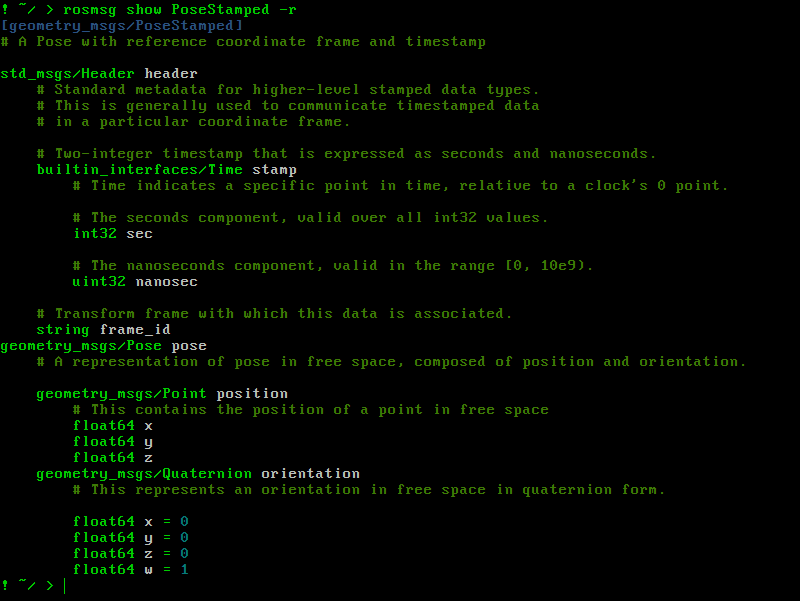 ! ~/ > rosmsg show PoseStamped -r
[geometry_msgs/PoseStamped]
# A Pose with reference coordinate frame and timestamp
std_msgs/Header header
# Standard metadata for higher-level stamped data types.
# This is generally used to communicate timestamped data
# in a particular coordinate frame.
# Two-integer timestamp that is expressed as seconds and nanoseconds.
builtin_interfaces/Time stamp
# Time indicates a specific point in time, relative to a clock's 0 point.
# The seconds component, valid over all int32 values.
int32 sec
# The nanoseconds component, valid in the range [0, 10e9).
uint32 nanosec
# Transform frame with which this data is associated.
string frame_id
geometry_msgs/Pose pose
# A representation of pose in free space, composed of position and orientation.
geometry_msgs/Point position
# This contains the position of a point in free space
float64 x
float64 y
float64 z
geometry_msgs/Quaternion orientation
# This represents an orientation in free space in quaternion form.
float64 x = 0
float64 y = 0
float64 z = 0
float64 w = 1
! ~/ >